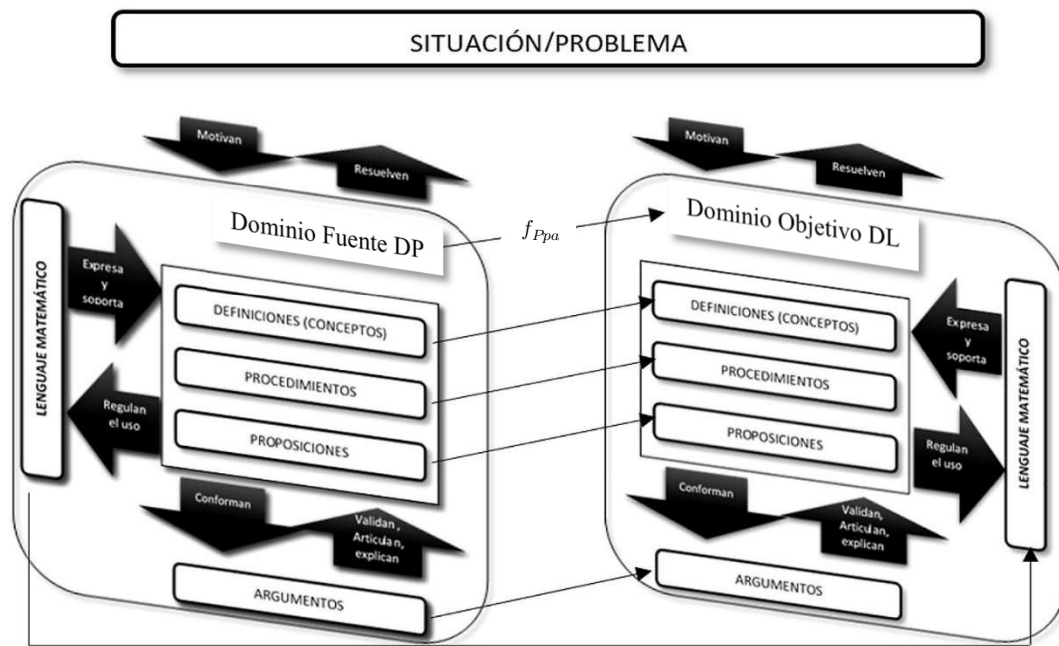 SITUACIÓN/PROBLEMA
Motivan
Resuelven
Motivan
Resuelven
Dominio Fuente DP
f_{Ppa}
Dominio Objetivo DL
LENGUAJE MATEMÁTICO
Expresa
y
soporta
DEFINICIONES (CONCEPTOS)
PROCEDIMIENTOS
PROPOSICIONES
Regulan
el uso
Conforman
Validan,
Articulan,
explican
ARGUMENTOS
DEFINICIONES (CONCEPTOS)
PROCEDIMIENTOS
PROPOSICIONES
Expresa
y
soporta
Regulan
el uso
LENGUAJE MATEMÁTICO
Conforman
Validan,
Articulan,
explican
ARGUMENTOS